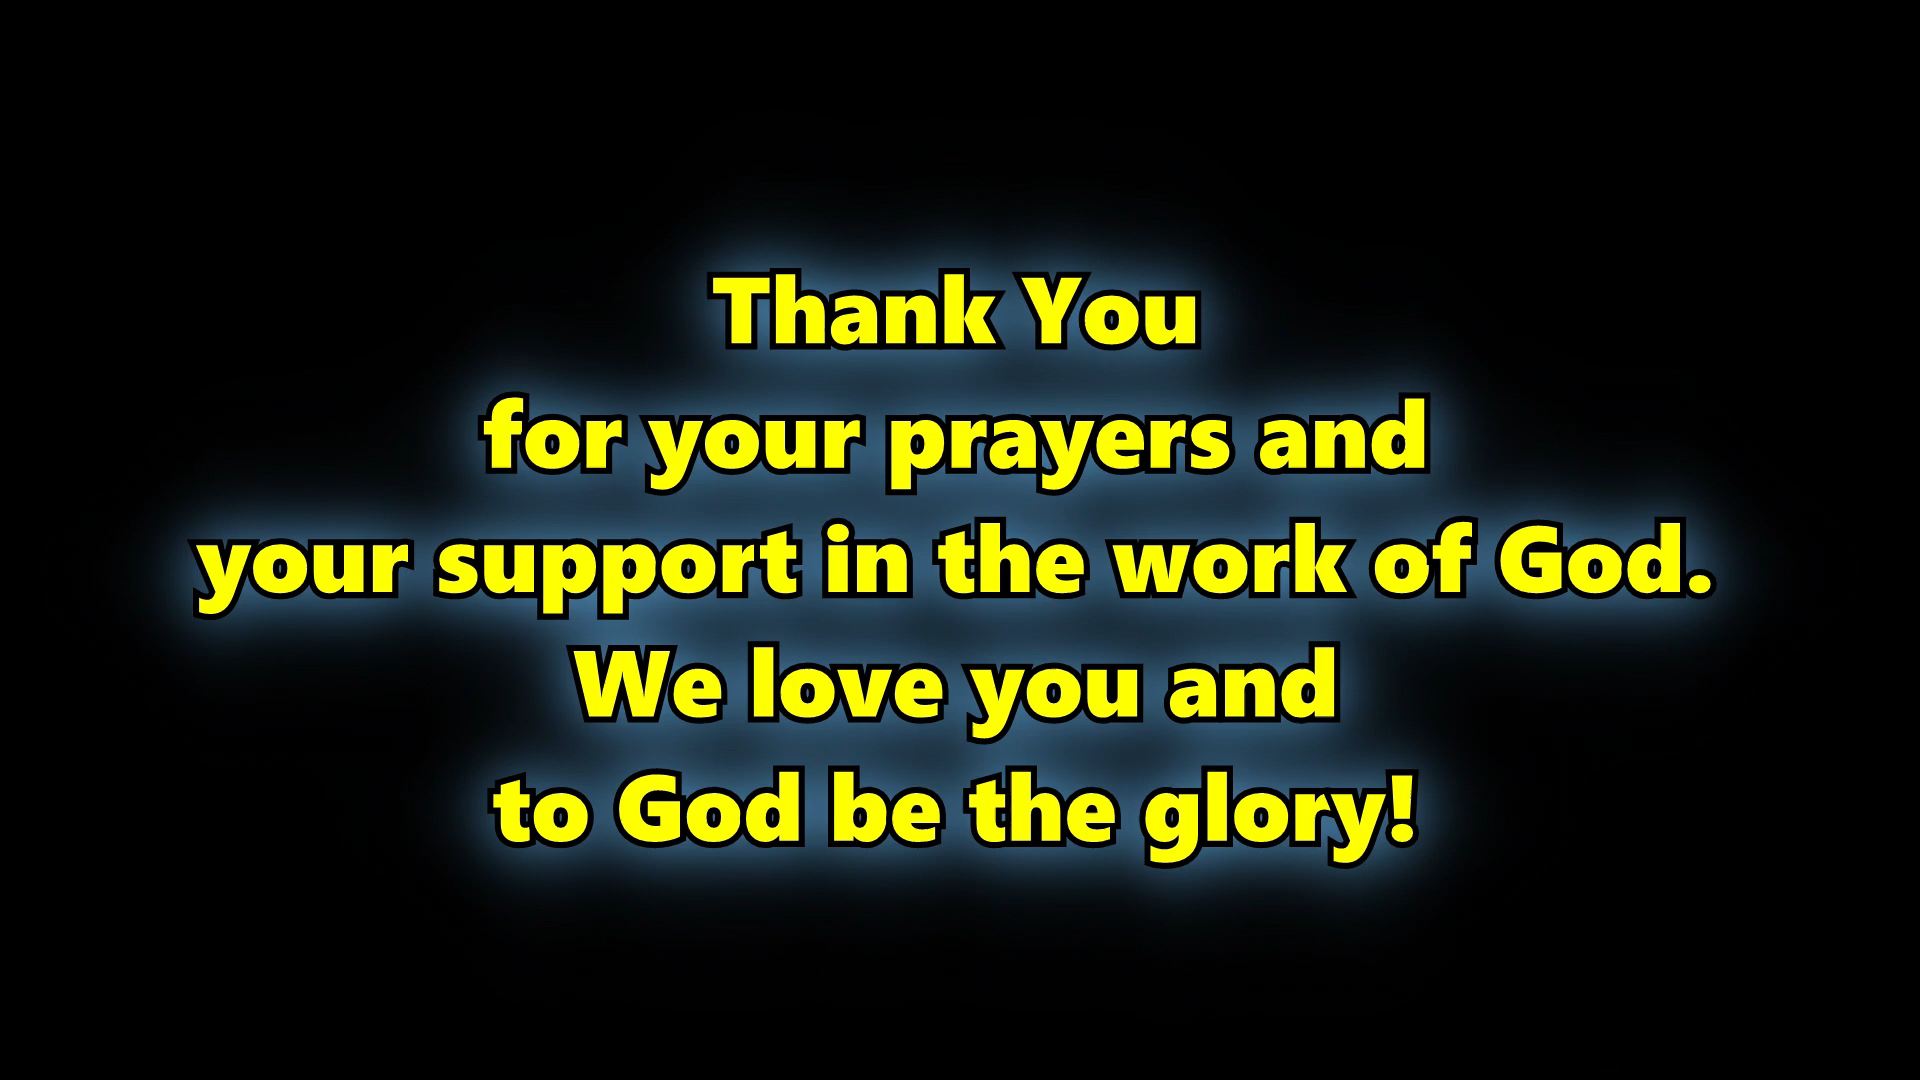 Thank You
for your prayers and
your support in the work of God.
We love you and
to God be the glory!